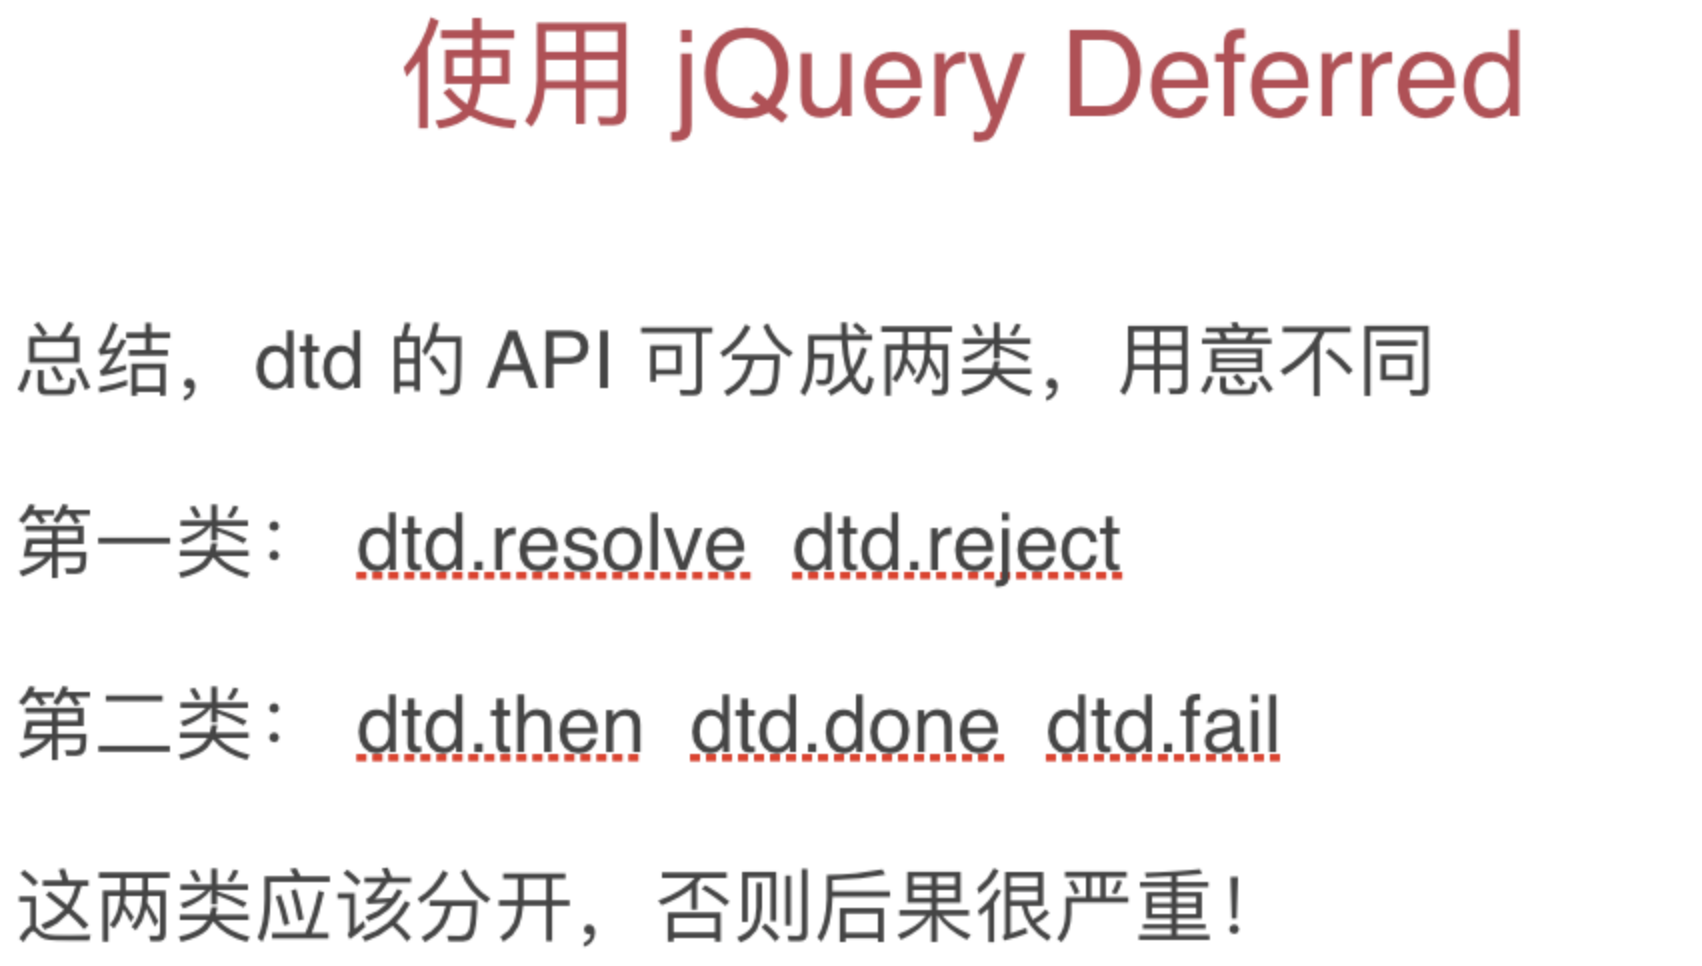 使用 jQuery Deferred
总结，dtd 的 API 可分成两类，用意不同
第一类： dtd.resolve dtd.reject
第二类： dtd.then dtd.done dtd.fail
这两类应该分开，否则后果很严重！